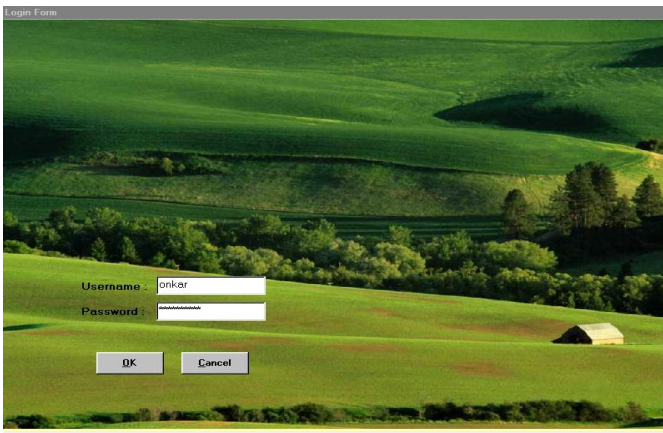 Login Form
Username : onkar
Password : **********
OK Cancel